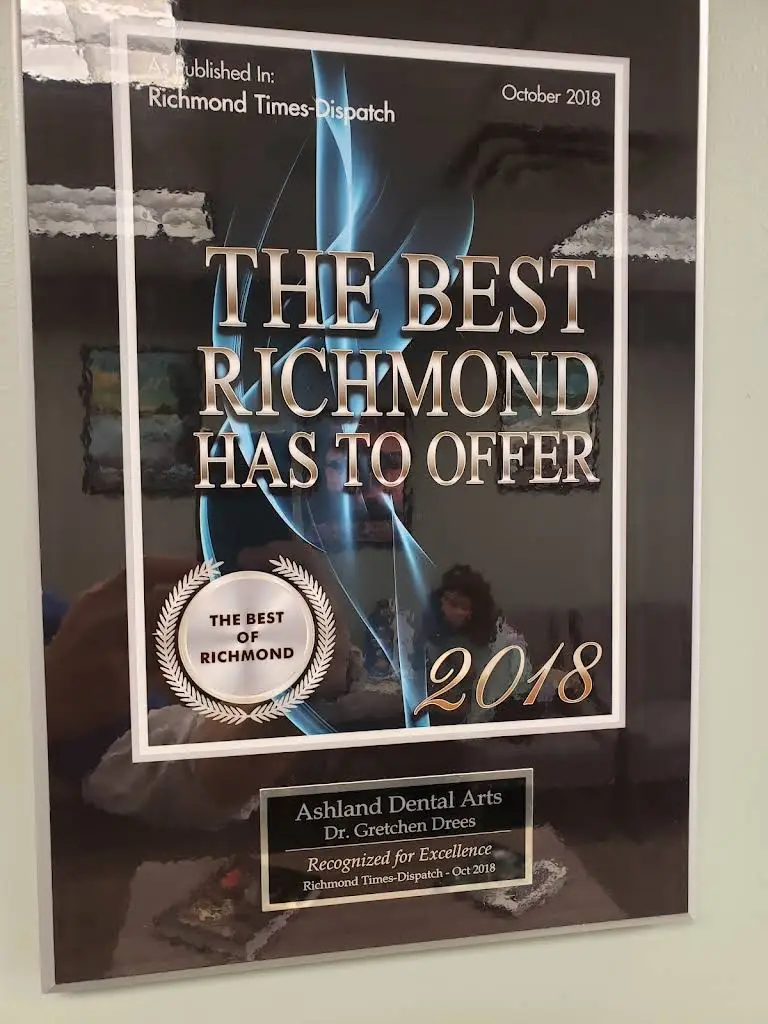 As Published In:
Richmond Times-Dispatch
October 2018
THE BEST
RICHMOND
HAS TO OFFER
THE BEST
OF
RICHMOND
2018
Ashland Dental Arts
Dr. Gretchen Drees
Recognized for Excellence
Richmond Times-Dispatch - Oct 2018